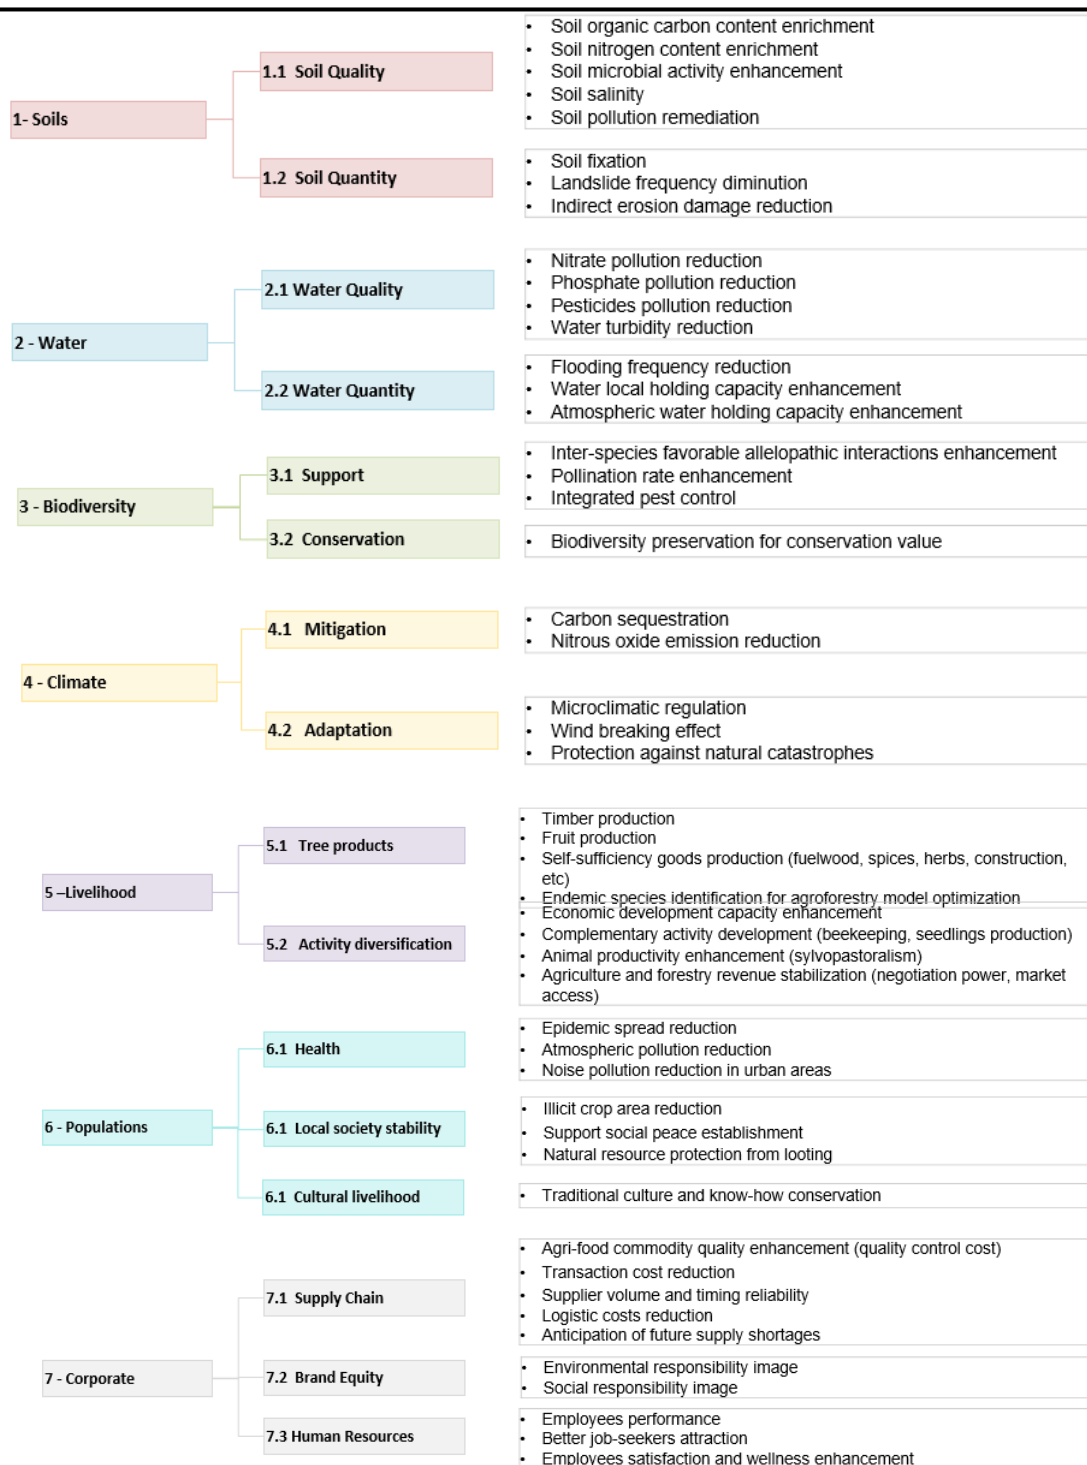 1- Soils
1.1 Soil Quality
• Soil organic carbon content enrichment
• Soil nitrogen content enrichment
• Soil microbial activity enhancement
• Soil salinity
• Soil pollution remediation
1.2 Soil Quantity
• Soil fixation
• Landslide frequency diminution
• Indirect erosion damage reduction
2 - Water
2.1 Water Quality
• Nitrate pollution reduction
• Phosphate pollution reduction
• Pesticides pollution reduction
• Water turbidity reduction
2.2 Water Quantity
• Flooding frequency reduction
• Water local holding capacity enhancement
• Atmospheric water holding capacity enhancement
3 - Biodiversity
3.1 Support
• Inter-species favorable allelopathic interactions enhancement
• Pollination rate enhancement
• Integrated pest control
3.2 Conservation
• Biodiversity preservation for conservation value
4 - Climate
4.1 Mitigation
• Carbon sequestration
• Nitrous oxide emission reduction
4.2 Adaptation
• Microclimatic regulation
• Wind breaking effect
• Protection against natural catastrophes
5 –Livelihood
5.1 Tree products
• Timber production
• Fruit production
• Self-sufficiency goods production (fuelwood, spices, herbs, construction,
etc)
• Endemic species identification for agroforestry model optimization
5.2 Activity diversification
• Economic development capacity enhancement
• Complementary activity development (beekeeping, seedlings production)
• Animal productivity enhancement (sylvopastoralism)
• Agriculture and forestry revenue stabilization (negotiation power, market
access)
6 - Populations
6.1 Health
• Epidemic spread reduction
• Atmospheric pollution reduction
• Noise pollution reduction in urban areas
6.1 Local society stability
• Illicit crop area reduction
• Support social peace establishment
• Natural resource protection from looting
6.1 Cultural livelihood
• Traditional culture and know-how conservation
7 - Corporate
7.1 Supply Chain
• Agri-food commodity quality enhancement (quality control cost)
• Transaction cost reduction
• Supplier volume and timing reliability
• Logistic costs reduction
• Anticipation of future supply shortages
7.2 Brand Equity
• Environmental responsibility image
• Social responsibility image
7.3 Human Resources
• Employees performance
• Better job-seekers attraction
• Employees satisfaction and wellness enhancement